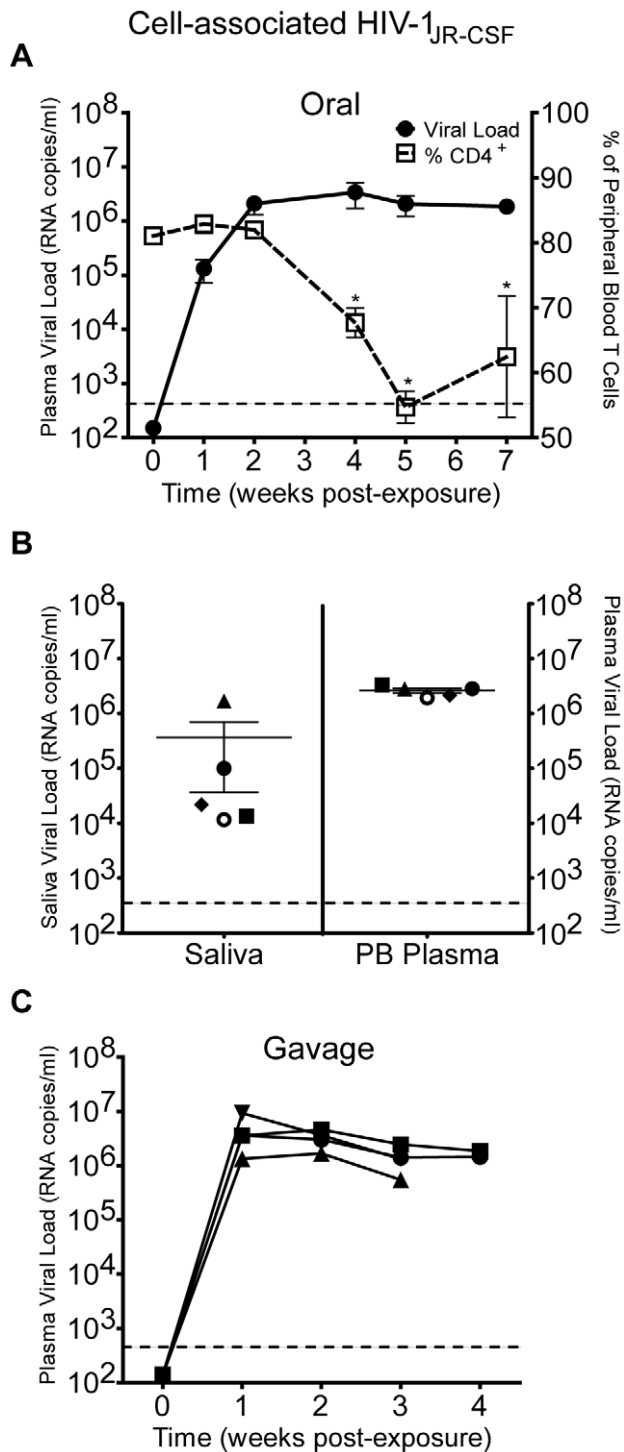 Cell-associated HIV-1JR-CSF
A
Oral
Viral Load
% CD4+
Plasma Viral Load (RNA copies/ml)
10^8
10^7
10^6
10^5
10^4
10^3
10^2
100
90
80
70
60
50
% of Peripheral Blood T Cells
*
*
*
0 1 2 4 5 6 7
Time (weeks post-exposure)
B
Saliva Viral Load (RNA copies/ml)
10^8
10^7
10^6
10^5
10^4
10^3
10^2
10^8
10^7
10^6
10^5
10^4
10^3
10^2
Plasma Viral Load (RNA copies/ml)
Saliva PB Plasma
C
Gavage
Plasma Viral Load (RNA copies/ml)
10^8
10^7
10^6
10^5
10^4
10^3
10^2
0 1 2 3 4
Time (weeks post-exposure)